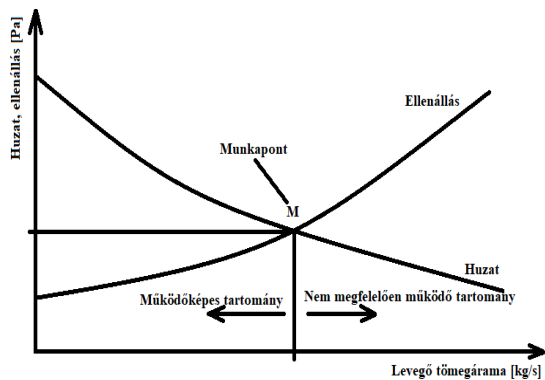 Huzat, ellenállás [Pa]
Ellenállás
Munkapont
M
Huzat
Működőképes tartomány
Nem megfelelően működő tartomány
Levegő tömegárama [kg/s]